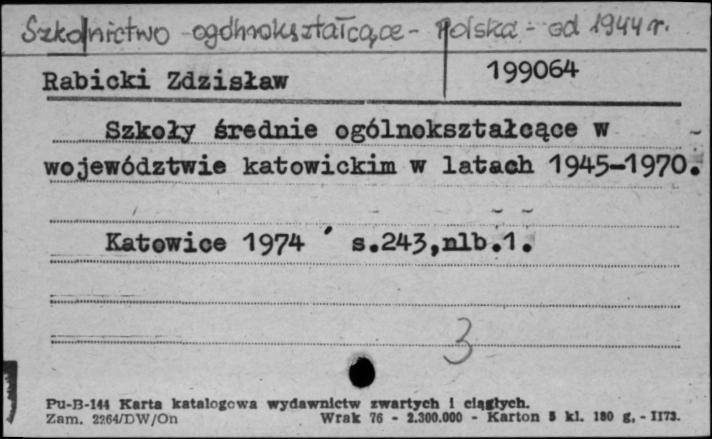 Szkolnictwo - ogólnokształcące - Polska - od 1944 r.
Rabicki Zdzisław 199064
Szkoły średnie ogólnokształcące w
województwie katowickim w latach 1945-1970.
Katowice 1974 s.243,nlb.1.
3
Pu-B-144 Karta katalogowa wydawnictw zwartych i ciągłych.
Zam. 2264/DW/On Wrak 76 - 2.300.000 - Karton 5 kl. 180 g. - II73.